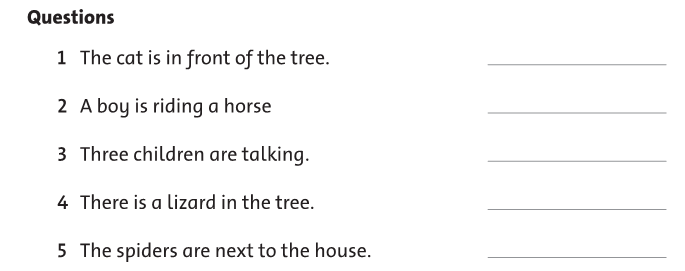 Questions
1 The cat is in front of the tree.
2 A boy is riding a horse
3 Three children are talking.
4 There is a lizard in the tree.
5 The spiders are next to the house.